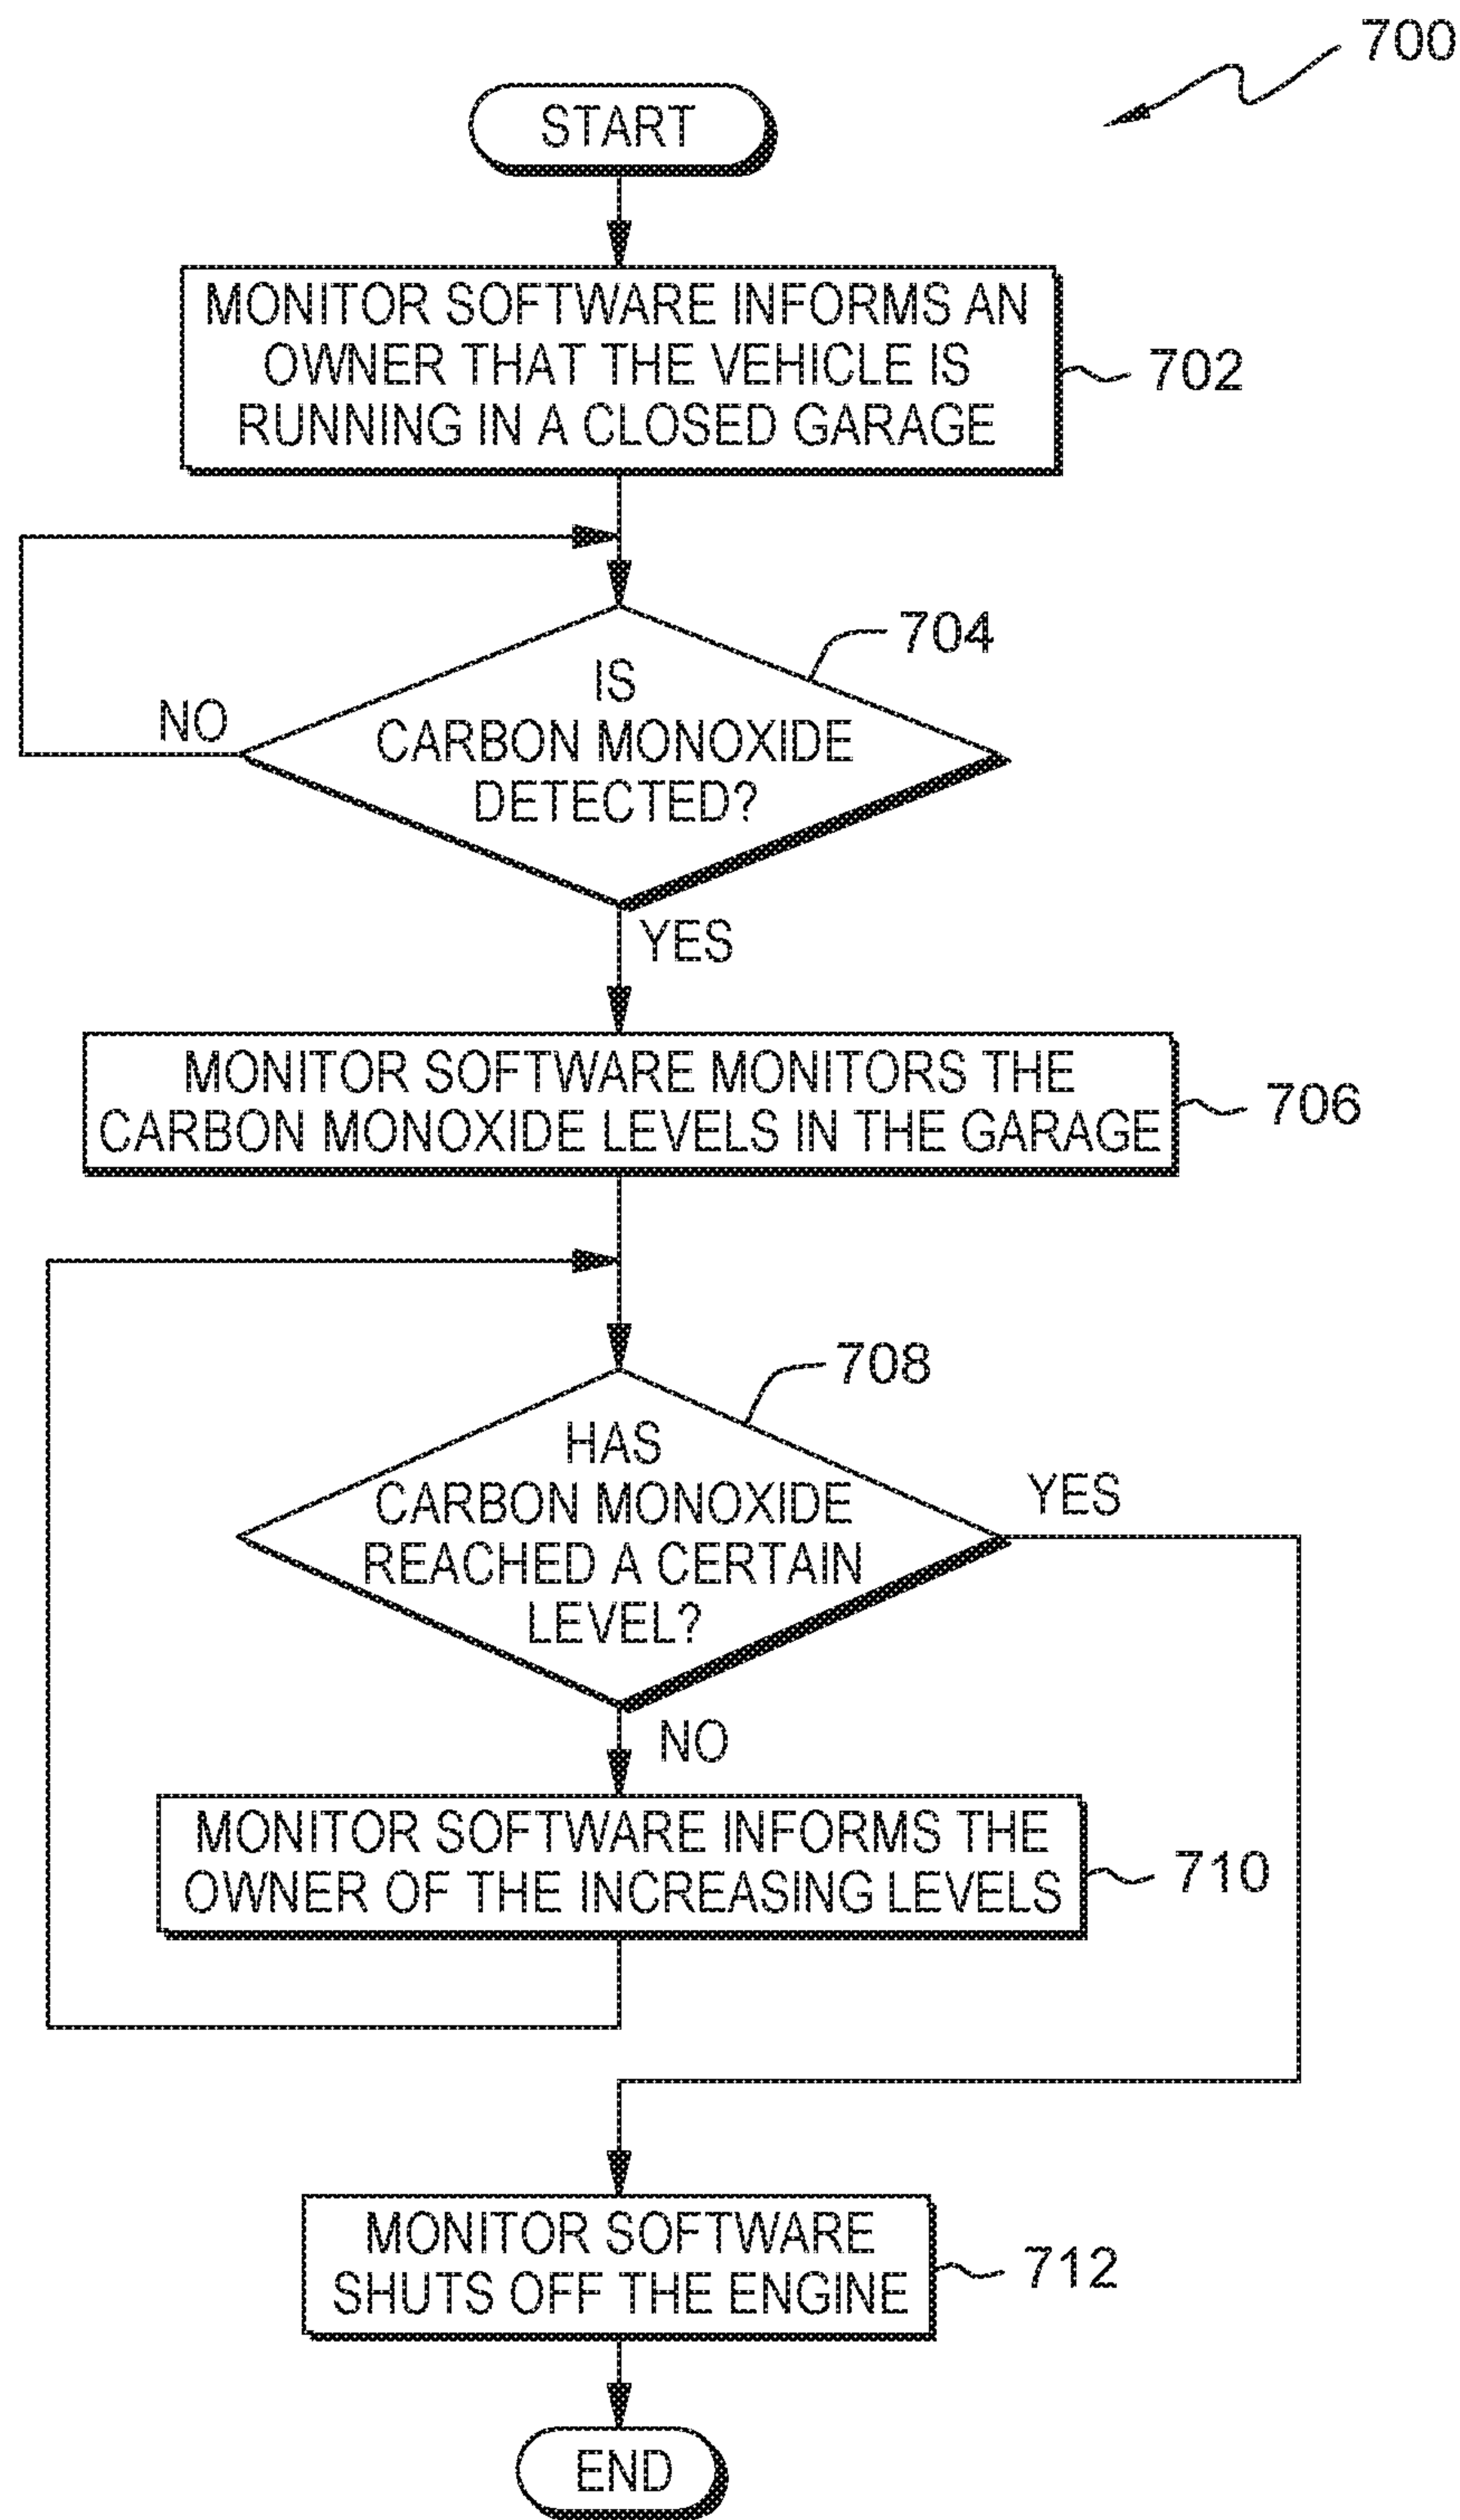 700
START
MONITOR SOFTWARE INFORMS AN
OWNER THAT THE VEHICLE IS
RUNNING IN A CLOSED GARAGE
702
704
IS
CARBON MONOXIDE
DETECTED?
NO
YES
MONITOR SOFTWARE MONITORS THE
CARBON MONOXIDE LEVELS IN THE GARAGE
706
708
HAS
CARBON MONOXIDE
REACHED A CERTAIN
LEVEL?
YES
NO
MONITOR SOFTWARE INFORMS THE
OWNER OF THE INCREASING LEVELS
710
MONITOR SOFTWARE
SHUTS OFF THE ENGINE
712
END